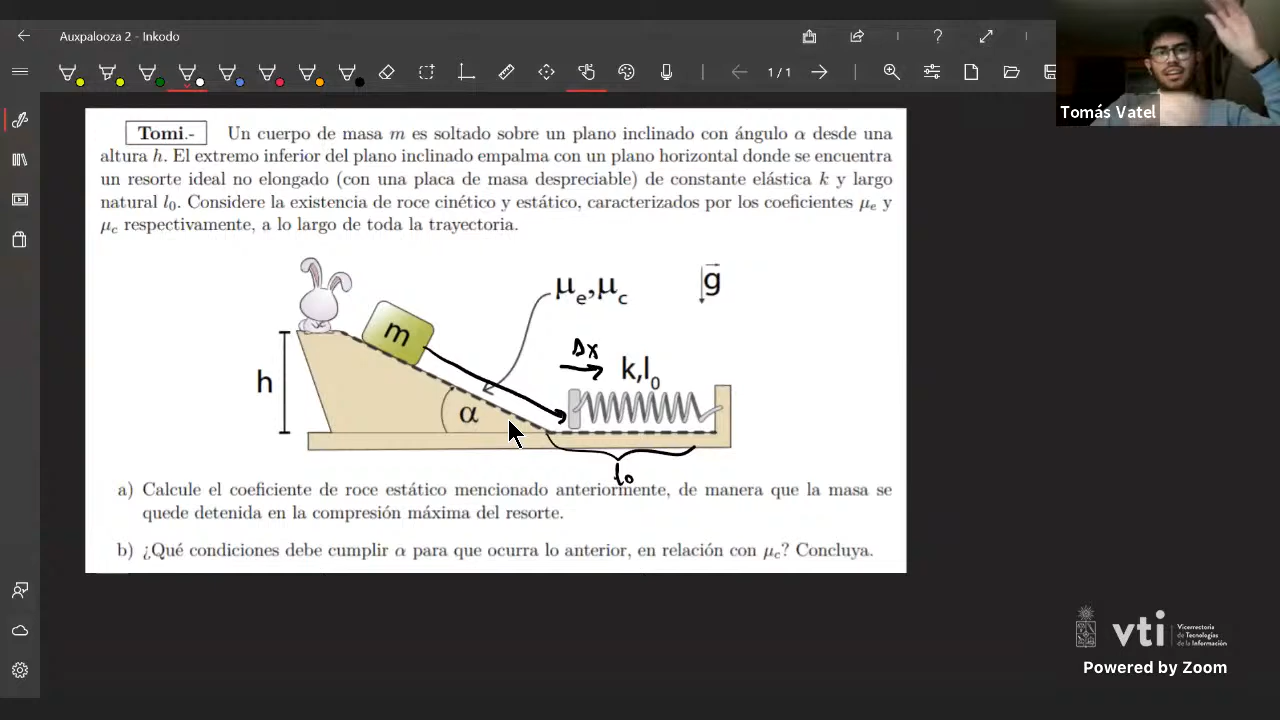 Auxpalooza 2 - Inkodo
1 / 1
Tomás Vatel
Tomi.- Un cuerpo de masa m es soltado sobre un plano inclinado con ángulo α desde una
altura h. El extremo inferior del plano inclinado empalma con un plano horizontal donde se encuentra
un resorte ideal no elongado (con una placa de masa despreciable) de constante elástica k y largo
natural l₀. Considere la existencia de roce cinético y estático, caracterizados por los coeficientes μₑ y
μ_c respectivamente, a lo largo de toda la trayectoria.
μₑ,μ_c
g
m
Δx
k,l₀
h
α
l₀
a) Calcule el coeficiente de roce estático mencionado anteriormente, de manera que la masa se
quede detenida en la compresión máxima del resorte.
b) ¿Qué condiciones debe cumplir α para que ocurra lo anterior, en relación con μ_c? Concluya.
vti
Vicerrectoría
de Tecnologías
de la Información
Powered by Zoom